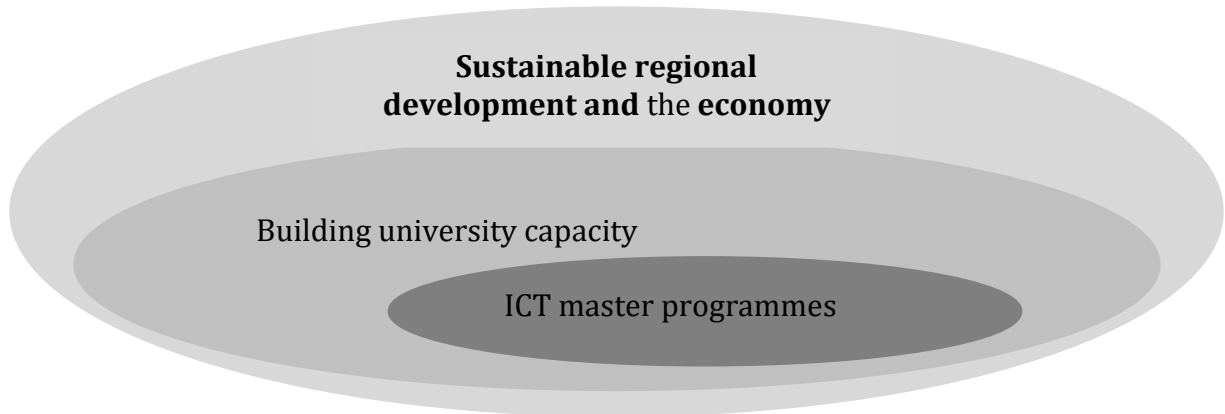 Sustainable regional
development and the economy
Building university capacity
ICT master programmes